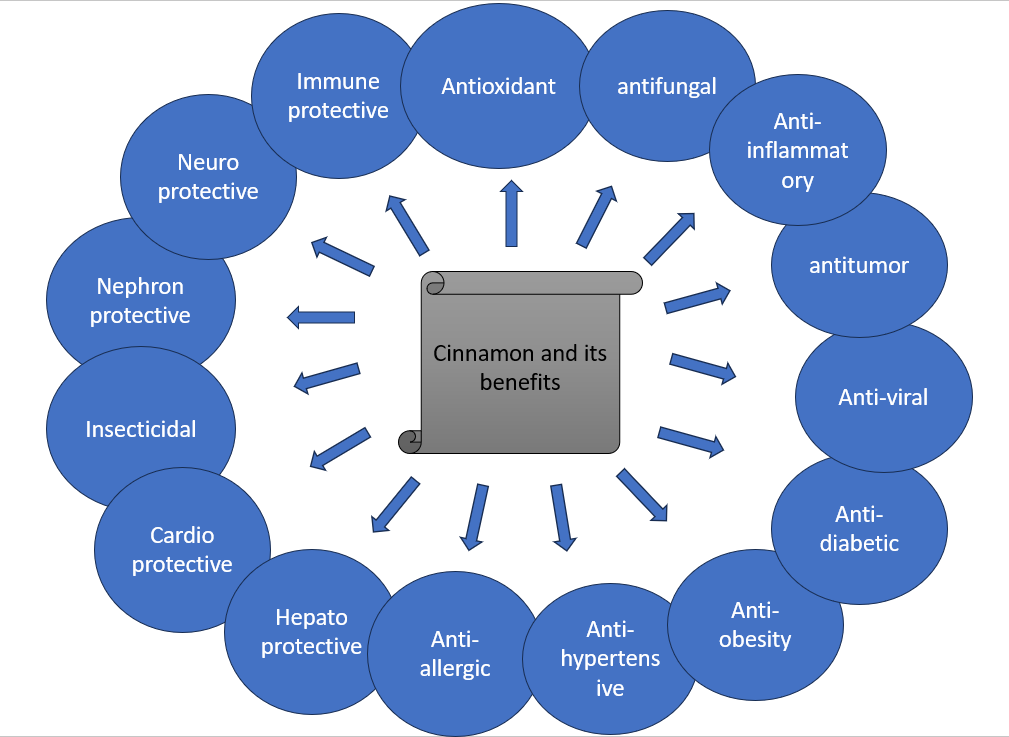 Immune
protective
Antioxidant
antifungal
Anti-
inflammat
ory
antitumor
Anti-viral
Anti-
diabetic
Anti-
obesity
Anti-
hypertens
ive
Anti-
allergic
Hepato
protective
Cardio
protective
Insecticidal
Nephron
protective
Neuro
protective
Cinnamon and its
benefits